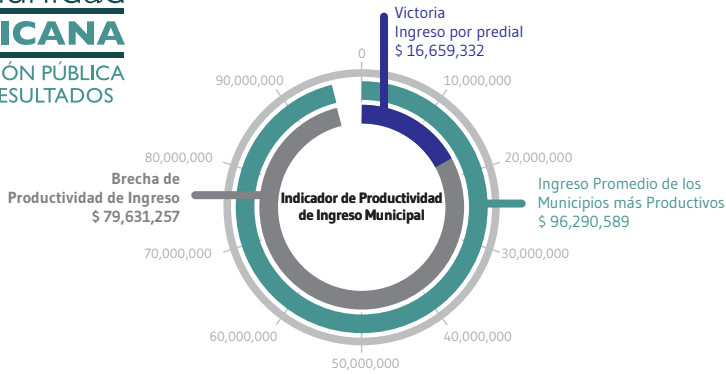 ICANA
ÓN PÚBLICA
ESULTADOS
Victoria
Ingreso por predial
$ 16,659,332
0
10,000,000
20,000,000
30,000,000
40,000,000
50,000,000
60,000,000
70,000,000
80,000,000
90,000,000
Brecha de
Productividad de Ingreso
$ 79,631,257
Indicador de Productividad
de Ingreso Municipal
Ingreso Promedio de los
Municipios más Productivos
$ 96,290,589